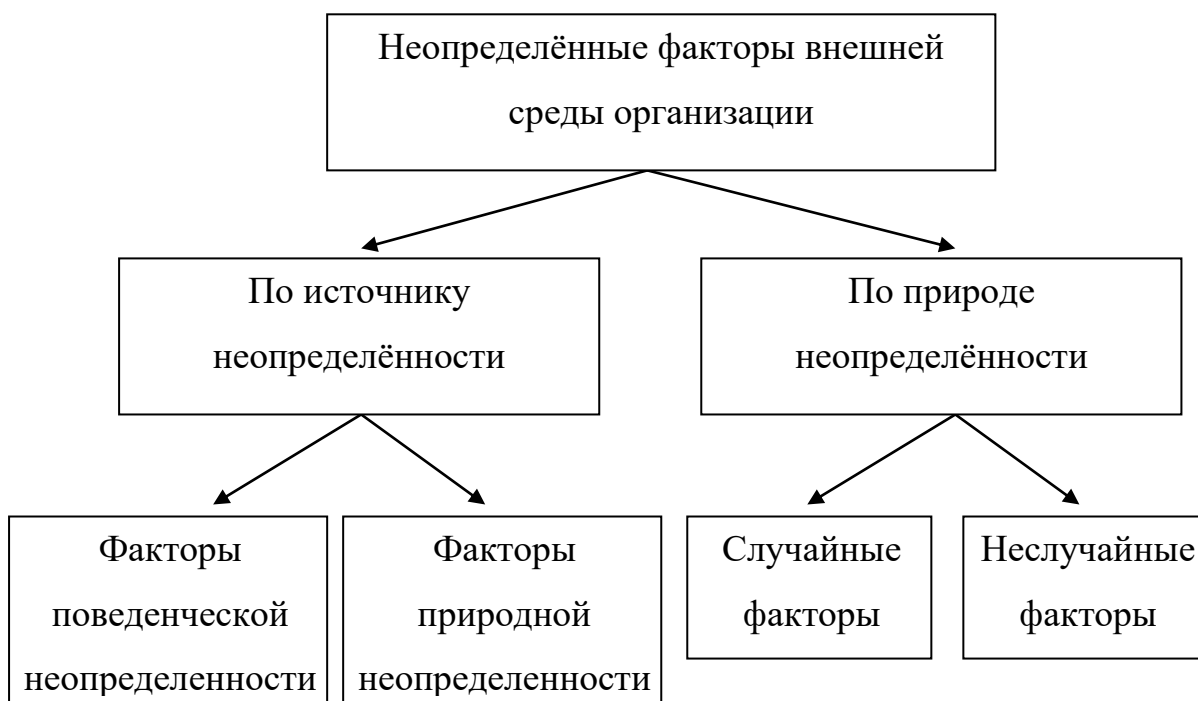 Неопределённые факторы внешней
среды организации
По источнику
неопределённости
По природе
неопределённости
Факторы
поведенческой
неопределенности
Факторы
природной
неопределенности
Случайные
факторы
Неслучайные
факторы